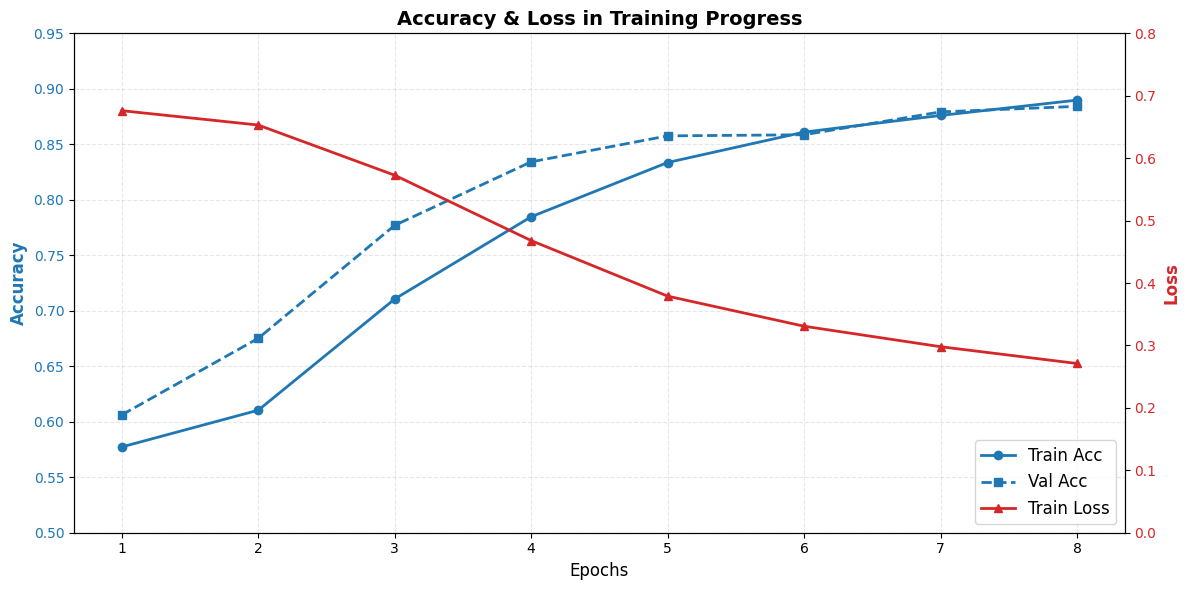 Accuracy & Loss in Training Progress
Accuracy
0.95
0.90
0.85
0.80
0.75
0.70
0.65
0.60
0.55
0.50
0.8
0.7
0.6
0.5
0.4
0.3
0.2
0.1
0.0
Loss
Train Acc
Val Acc
Train Loss
1 2 3 4 5 6 7 8
Epochs